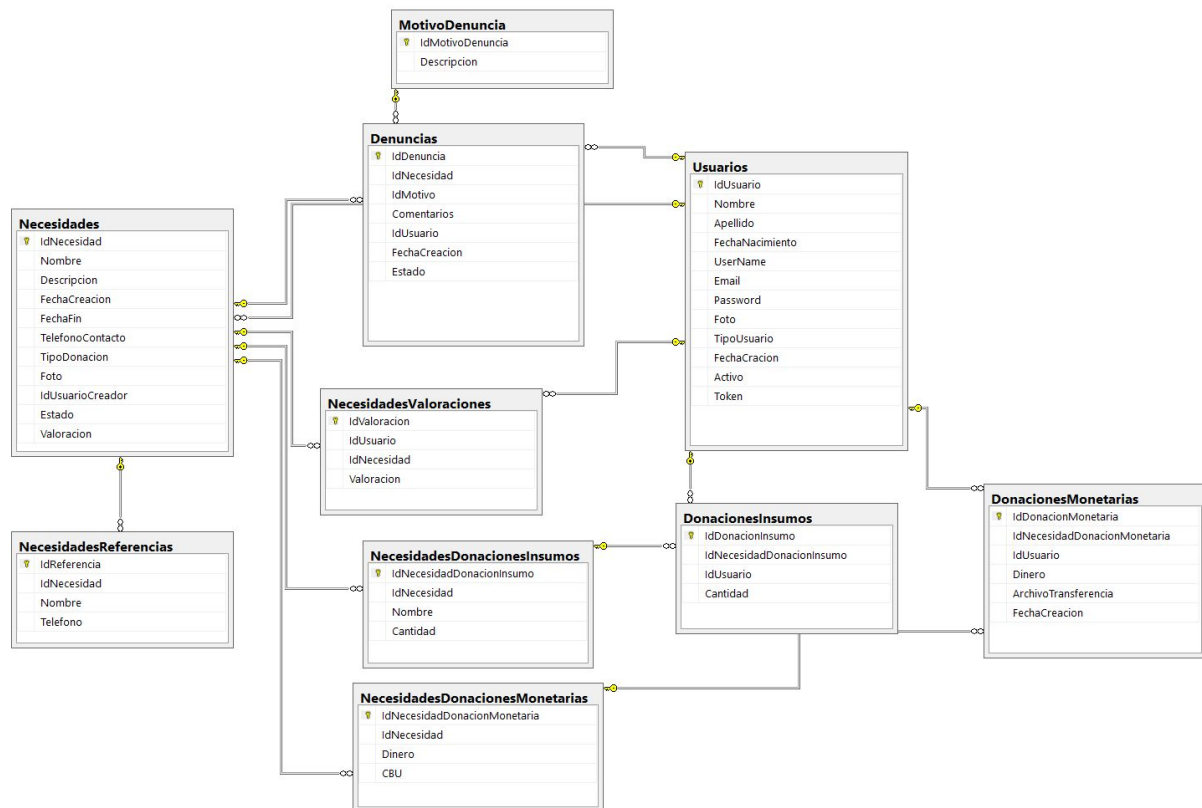 MotivoDenuncia
IdMotivoDenuncia
Descripcion
Denuncias
IdDenuncia
IdNecesidad
IdMotivo
Comentarios
IdUsuario
FechaCreacion
Estado
Usuarios
IdUsuario
Nombre
Apellido
FechaNacimiento
UserName
Email
Password
Foto
TipoUsuario
FechaCracion
Activo
Token
Necesidades
IdNecesidad
Nombre
Descripcion
FechaCreacion
FechaFin
TelefonoContacto
TipoDonacion
Foto
IdUsuarioCreador
Estado
Valoracion
NecesidadesValoraciones
IdValoracion
IdUsuario
IdNecesidad
Valoracion
NecesidadesReferencias
IdReferencia
IdNecesidad
Nombre
Telefono
NecesidadesDonacionesInsumos
IdNecesidadDonacionInsumo
IdNecesidad
Nombre
Cantidad
DonacionesInsumos
IdDonacionInsumo
IdNecesidadDonacionInsumo
IdUsuario
Cantidad
DonacionesMonetarias
IdDonacionMonetaria
IdNecesidadDonacionMonetaria
IdUsuario
Dinero
ArchivoTransferencia
FechaCreacion
NecesidadesDonacionesMonetarias
IdNecesidadDonacionMonetaria
IdNecesidad
Dinero
CBU